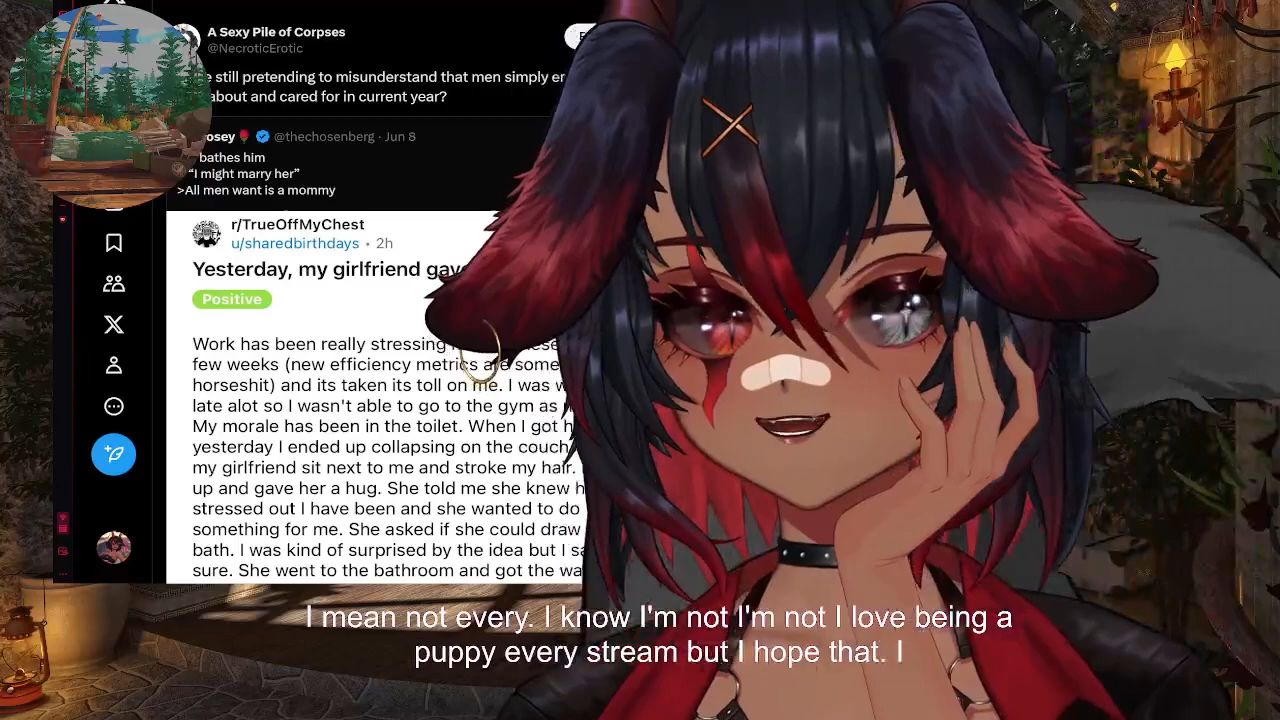 A Sexy Pile of Corpses
@NecroticErotic
still pretending to misunderstand that men simply
about and cared for in current year?
osey🌹 @thechosenberg · Jun 8
bathes him
"I might marry her"
>All men want is a mommy
r/TrueOffMyChest
u/sharedbirthdays • 2h
Yesterday, my girlfriend gave
Positive
Work has been really stressing
few weeks (new efficiency metrics are some
horseshit) and its taken its toll on me. I was
late alot so I wasn't able to go to the gym as
My morale has been in the toilet. When I got
yesterday I ended up collapsing on the couch
my girlfriend sit next to me and stroke my hair.
up and gave her a hug. She told me she knew
stressed out I have been and she wanted to do
something for me. She asked if she could draw
bath. I was kind of surprised by the idea but I
sure. She went to the bathroom and got the
I mean not every. I know I'm not I'm not I love being a
puppy every stream but I hope that. I